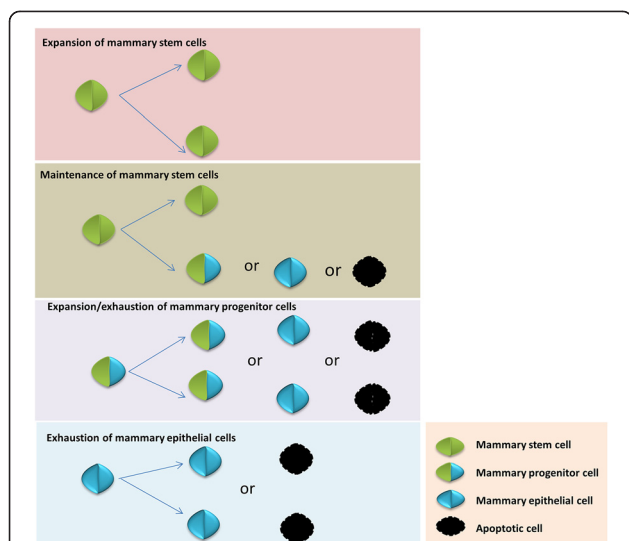 Expansion of mammary stem cells
Maintenance of mammary stem cells
or
or
Expansion/exhaustion of mammary progenitor cells
or
or
Exhaustion of mammary epithelial cells
or
Mammary stem cell
Mammary progenitor cell
Mammary epithelial cell
Apoptotic cell